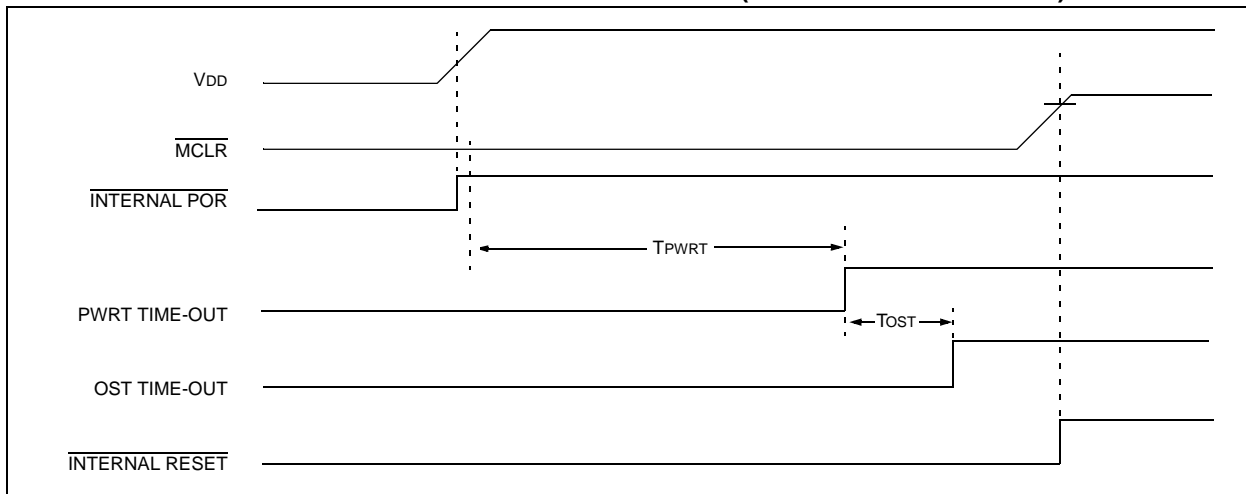 VDD
MCLR
INTERNAL POR
TPWRT
PWRT TIME-OUT
TOST
OST TIME-OUT
INTERNAL RESET